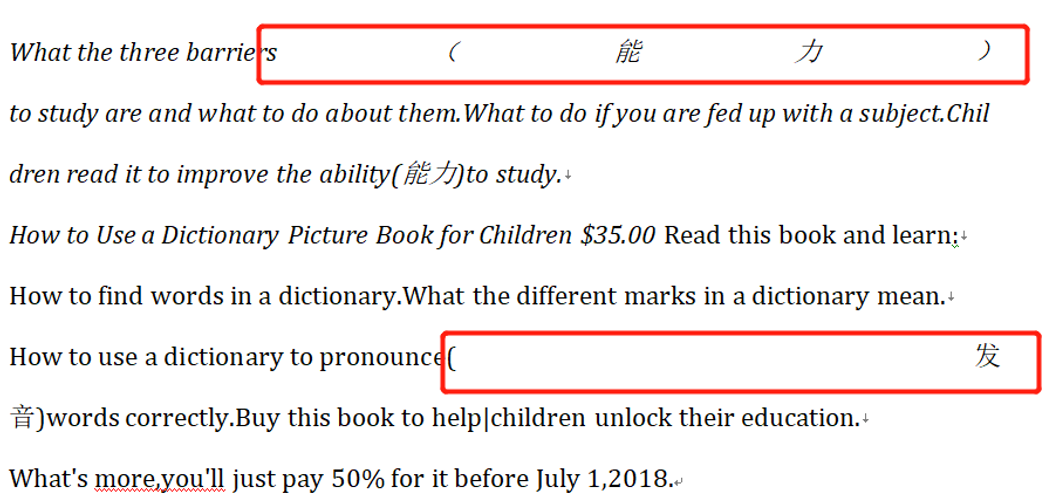 What the three barriers （能力）
to study are and what to do about them.What to do if you are fed up with a subject.Chil
dren read it to improve the ability(能力)to study.↓
How to Use a Dictionary Picture Book for Children $35.00 Read this book and learn:↓
How to find words in a dictionary.What the different marks in a dictionary mean.↓
How to use a dictionary to pronounce( 发
音)words correctly.Buy this book to help|children unlock their education.↓
What's more,you'll just pay 50% for it before July 1,2018.↵